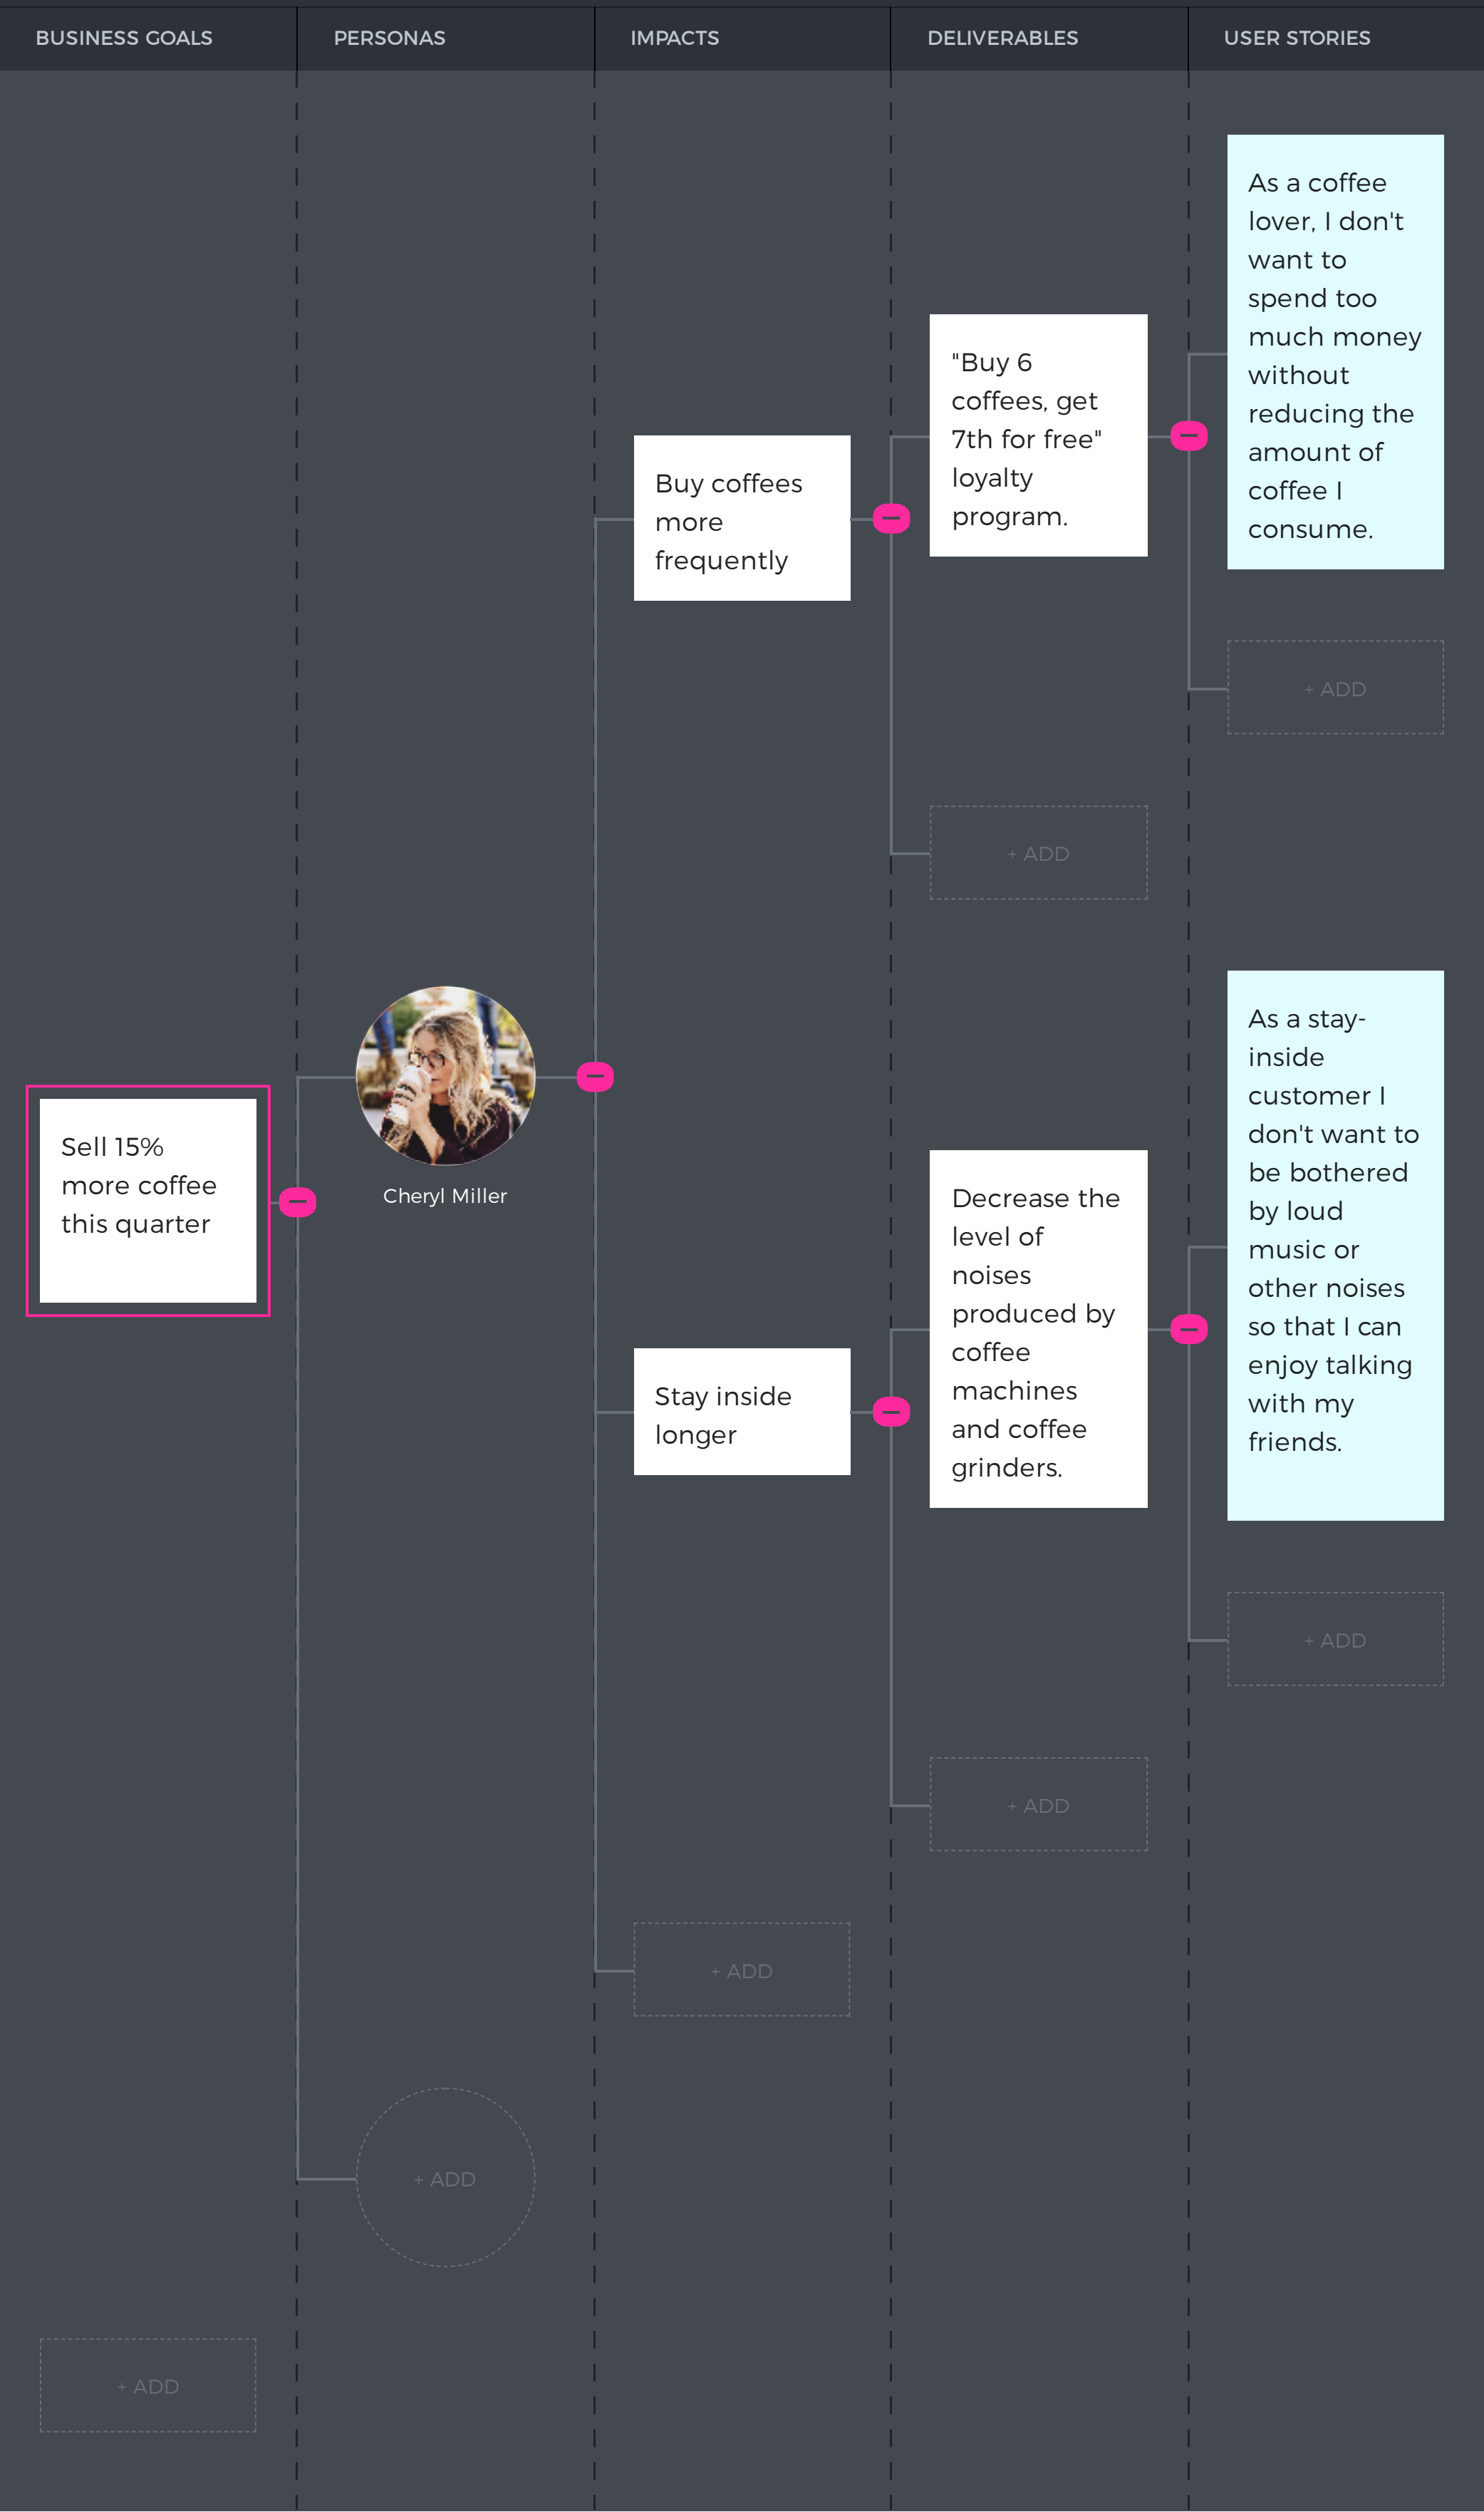 BUSINESS GOALS
PERSONAS
IMPACTS
DELIVERABLES
USER STORIES
Sell 15%
more coffee
this quarter
+ ADD
Cheryl Miller
+ ADD
Buy coffees
more
frequently
Stay inside
longer
+ ADD
"Buy 6
coffees, get
7th for free"
loyalty
program.
+ ADD
Decrease the
level of
noises
produced by
coffee
machines
and coffee
grinders.
+ ADD
As a coffee
lover, I don't
want to
spend too
much money
without
reducing the
amount of
coffee I
consume.
+ ADD
As a stay-
inside
customer I
don't want to
be bothered
by loud
music or
other noises
so that I can
enjoy talking
with my
friends.
+ ADD